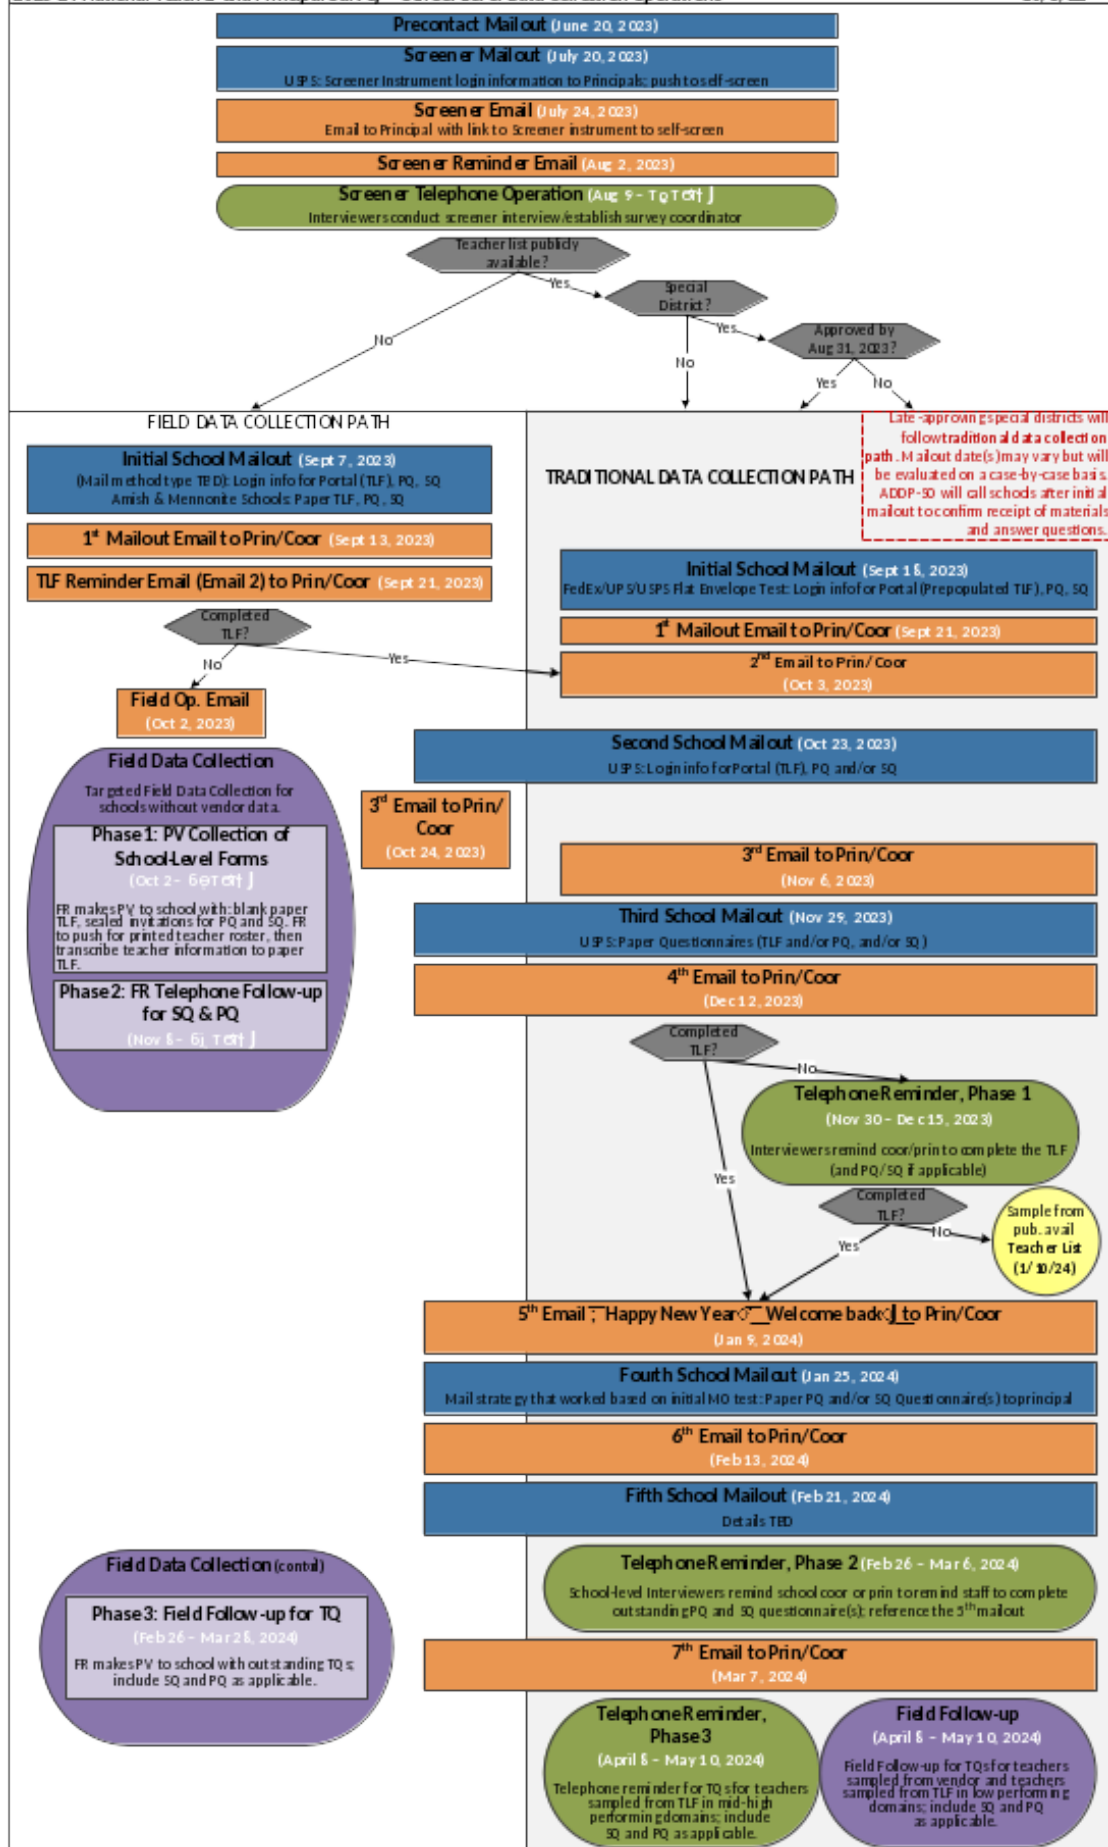 Precontact Mailout (June 20, 2023)
Screener Mailout (July 20, 2023)
USPS: Screener Instrument login information to Principals; push to self-screen
Screener Email (July 24, 2023)
Email to Principal with link to Screener instrument to self-screen
Screener Reminder Email (Aug 2, 2023)
Screener Telephone Operation (Aug 9 –
Interviewers conduct screener interview/establish survey coordinator
Teacher list publicly
available?
Yes
Special
District?
Yes
Approved by
Aug 31, 2023?
No
No
Yes
No
FIELD DATA COLLECTION PATH
Initial School Mailout (Sept 7, 2023)
(Mail method type TBD): Login info for Portal (TLF), PQ, SQ
Amish & Mennonite Schools: Paper TLF, PQ, SQ
1st Mailout Email to Prin/Coor (Sept 13, 2023)
TLF Reminder Email (Email 2) to Prin/Coor (Sept 21, 2023)
Completed
TLF?
No
Yes
Field Op. Email
(Oct 2, 2023)
TRADITIONAL DATA COLLECTION PATH
Late-approving special districts will
follow traditional data collection
path. Mailout date(s) may vary but will
be evaluated on a case-by-case basis.
ADDP-SO will call schools after initial
mailout to confirm receipt of materials
and answer questions.
Initial School Mailout (Sept 18, 2023)
FedEx/UPS/USPS Flat Envelope Test: Login info for Portal (Prepopulated TLF), PQ, SQ
1st Mailout Email to Prin/Coor (Sept 21, 2023)
2nd Email to Prin/Coor
(Oct 3, 2023)
Second School Mailout (Oct 23, 2023)
USPS: Login info for Portal (TLF), PQ and/or SQ
Field Data Collection
Targeted Field Data Collection for
schools without vendor data.
Phase 1: PV Collection of
School-Level Forms
(Oct 2 –
FR makes PV to school with: blank paper
TLF, sealed invitations for PQ and SQ. FR
to push for printed teacher roster, then
transcribe teacher information to paper
TLF.
Phase 2: FR Telephone Follow-up
for SQ & PQ
(Nov 8 –
3rd Email to Prin/
Coor
(Oct 24, 2023)
3rd Email to Prin/Coor
(Nov 6, 2023)
Third School Mailout (Nov 29, 2023)
USPS: Paper Questionnaires (TLF and/or PQ, and/or SQ)
4th Email to Prin/Coor
(Dec 12, 2023)
Completed
TLF?
No
Telephone Reminder, Phase 1
(Nov 30 – Dec 15, 2023)
Interviewers remind coor/prin to complete the TLF
(and PQ/SQ if applicable)
Yes
Completed
TLF?
Yes
No
Sample from
pub. avail
Teacher List
(1/10/24)
5th Email Happy New Year Welcome back to Prin/Coor
(Jan 9, 2024)
Fourth School Mailout (Jan 25, 2024)
Mail strategy that worked based on initial MO test: Paper PQ and/or SQ Questionnaire(s) to principal
6th Email to Prin/Coor
(Feb 13, 2024)
Fifth School Mailout (Feb 21, 2024)
Details TBD
Field Data Collection (cont'd)
Phase 3: Field Follow-up for TQ
(Feb 26 – Mar 28, 2024)
FR makes PV to school with outstanding TQs;
include SQ and PQ as applicable.
Telephone Reminder, Phase 2 (Feb 26 – Mar 6, 2024)
School-level Interviewers remind school coor or prin to remind staff to complete
outstanding PQ and SQ questionnaire(s); reference the 5th mailout
7th Email to Prin/Coor
(Mar 7, 2024)
Telephone Reminder,
Phase 3
(April 8 – May 10, 2024)
Telephone reminder for TQs for teachers
sampled from TLF in mid-high
performing domains; include
SQ and PQ as applicable.
Field Follow-up
(April 8 – May 10, 2024)
Field Follow-up for TQs for teachers
sampled from vendor and teachers
sampled from TLF in low performing
domains; include SQ and PQ
as applicable.